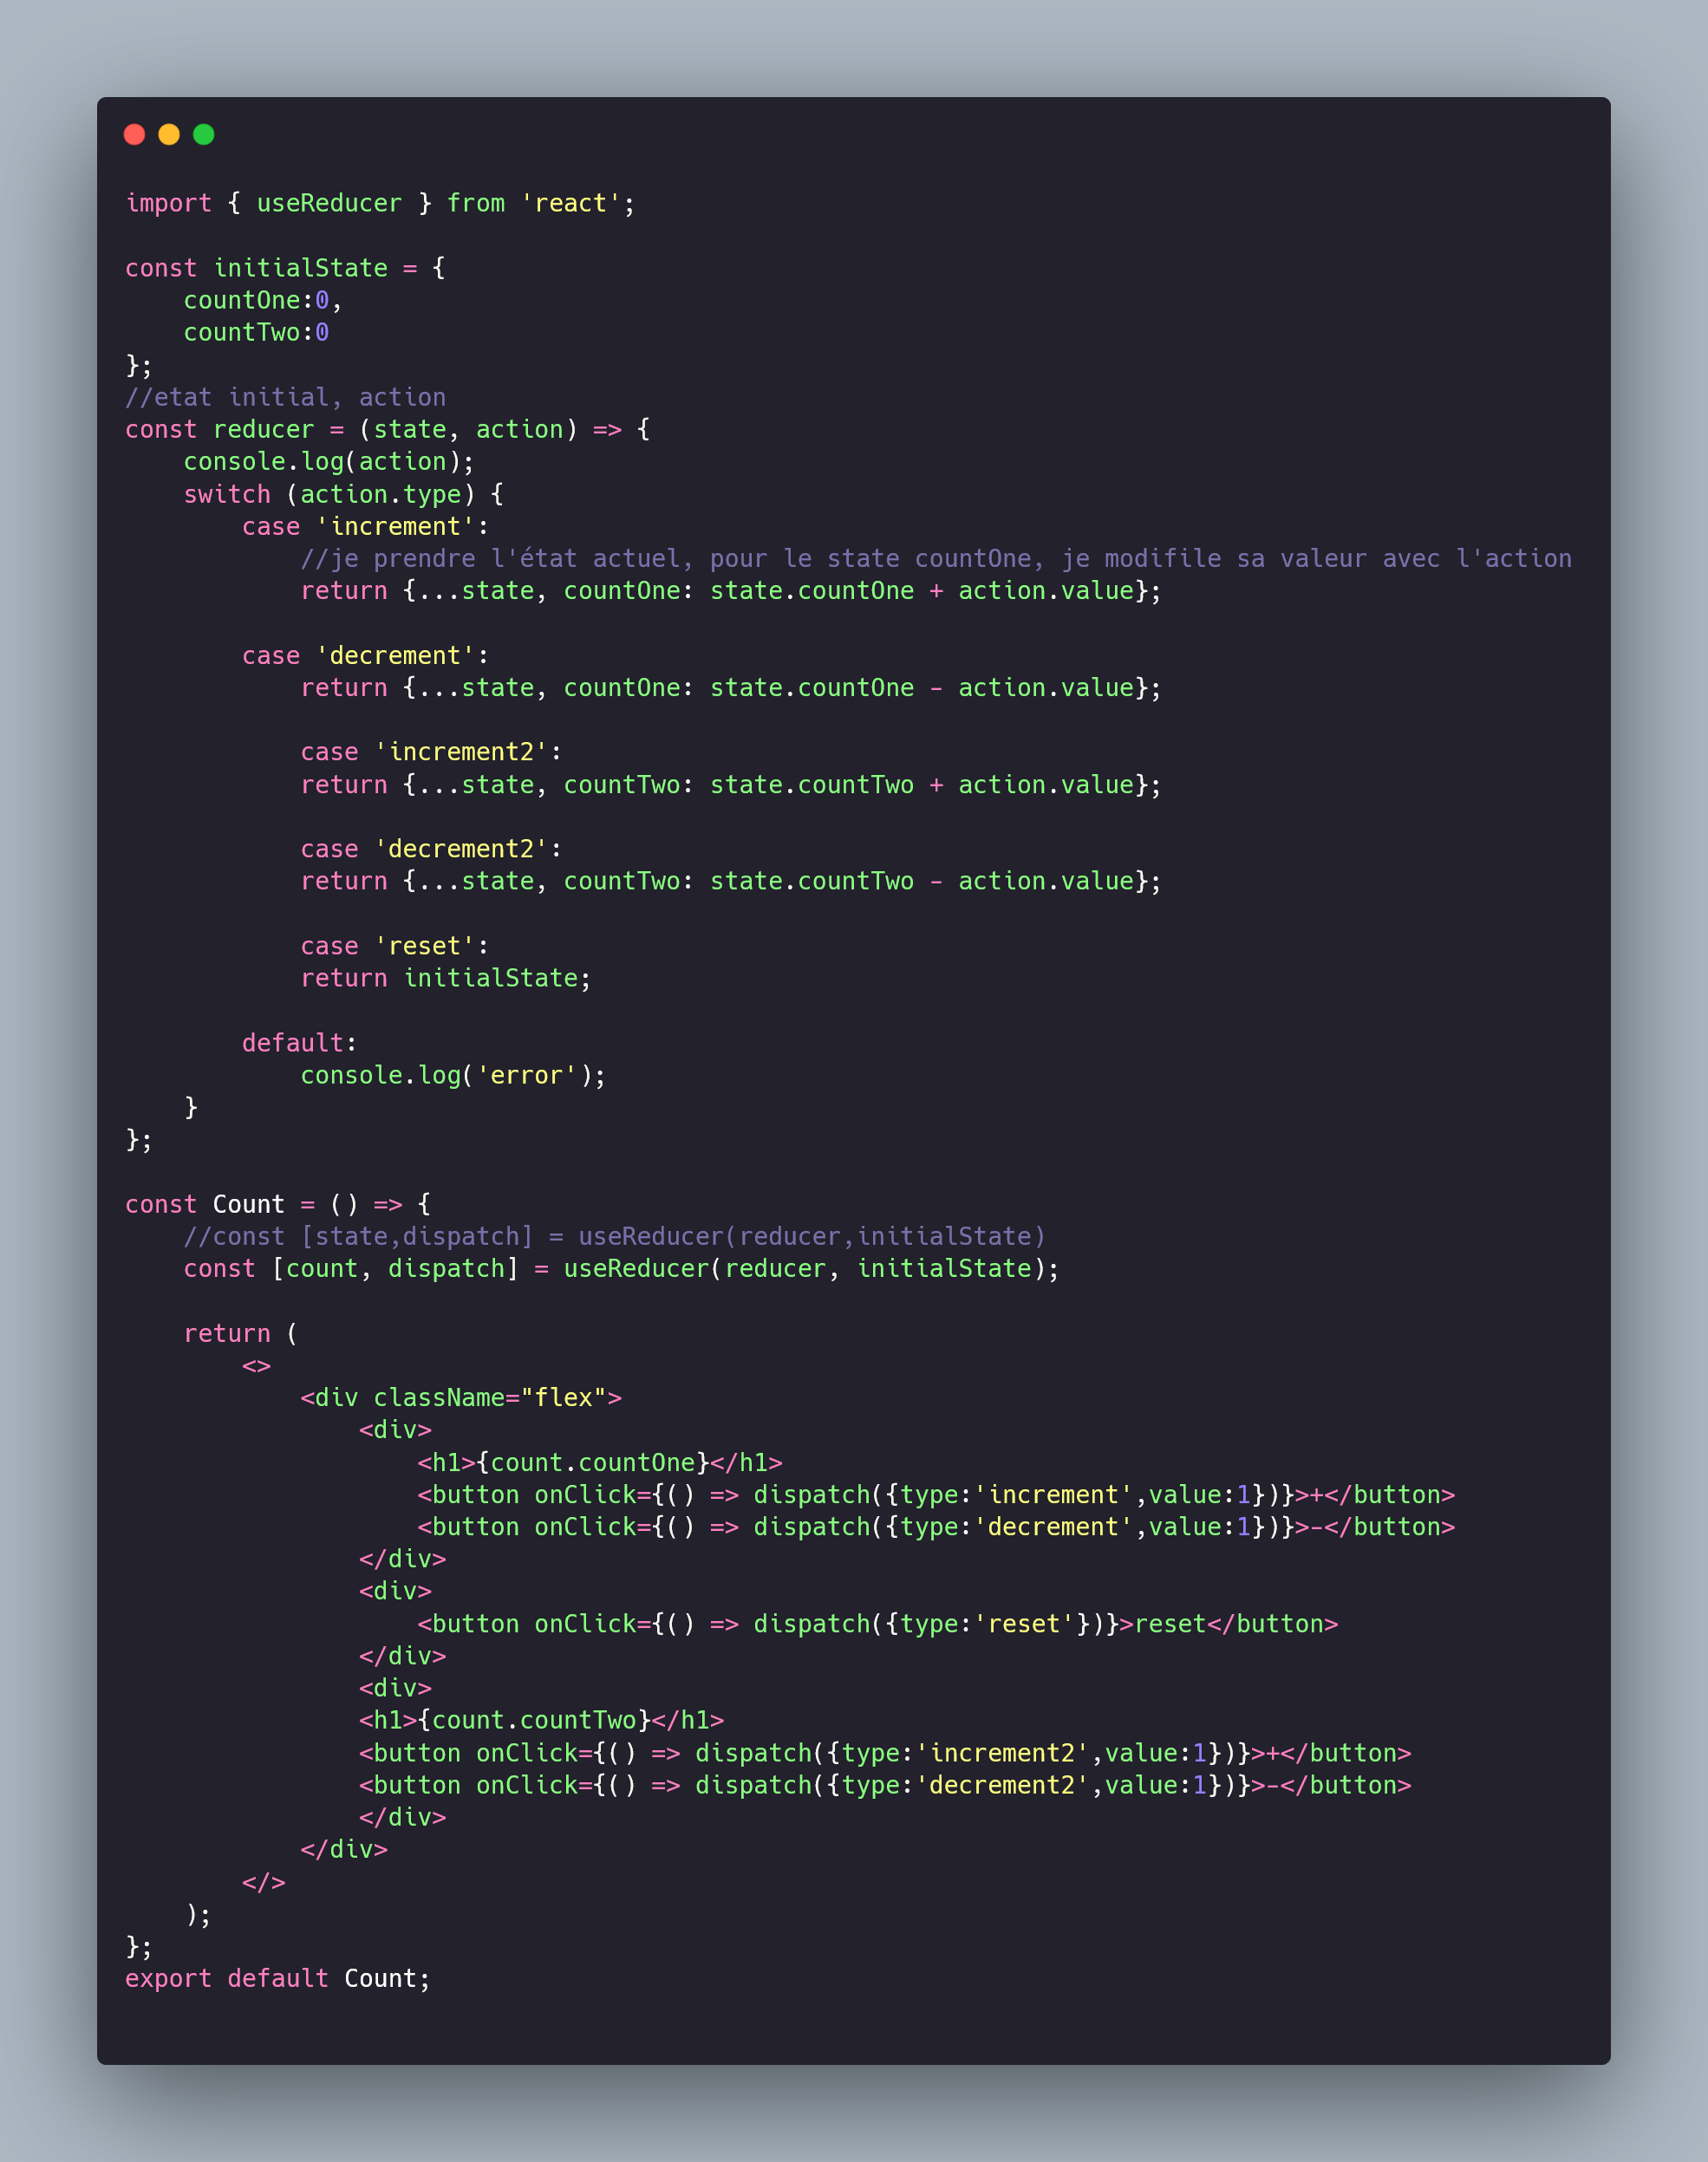 import { useReducer } from 'react';

const initialState = {
    countOne:0,
    countTwo:0
};
//etat initial, action
const reducer = (state, action) => {
    console.log(action);
    switch (action.type) {
        case 'increment':
            //je prendre l'état actuel, pour le state countOne, je modifile sa valeur avec l'action
            return {...state, countOne: state.countOne + action.value};

        case 'decrement':
            return {...state, countOne: state.countOne - action.value};

            case 'increment2':
            return {...state, countTwo: state.countTwo + action.value};

            case 'decrement2':
            return {...state, countTwo: state.countTwo - action.value};

            case 'reset':
            return initialState;

        default:
            console.log('error');
    }
};

const Count = () => {
    //const [state,dispatch] = useReducer(reducer,initialState)
    const [count, dispatch] = useReducer(reducer, initialState);

    return (
        <>
            <div className="flex">
                <div>
                    <h1>{count.countOne}</h1>
                    <button onClick={() => dispatch({type:'increment',value:1})}>+</button>
                    <button onClick={() => dispatch({type:'decrement',value:1})}>-</button>
                </div>
                <div>
                    <button onClick={() => dispatch({type:'reset'})}>reset</button>
                </div>
                <div>
                <h1>{count.countTwo}</h1>
                <button onClick={() => dispatch({type:'increment2',value:1})}>+</button>
                <button onClick={() => dispatch({type:'decrement2',value:1})}>-</button>
                </div>
            </div>
        </>
    );
};
export default Count;